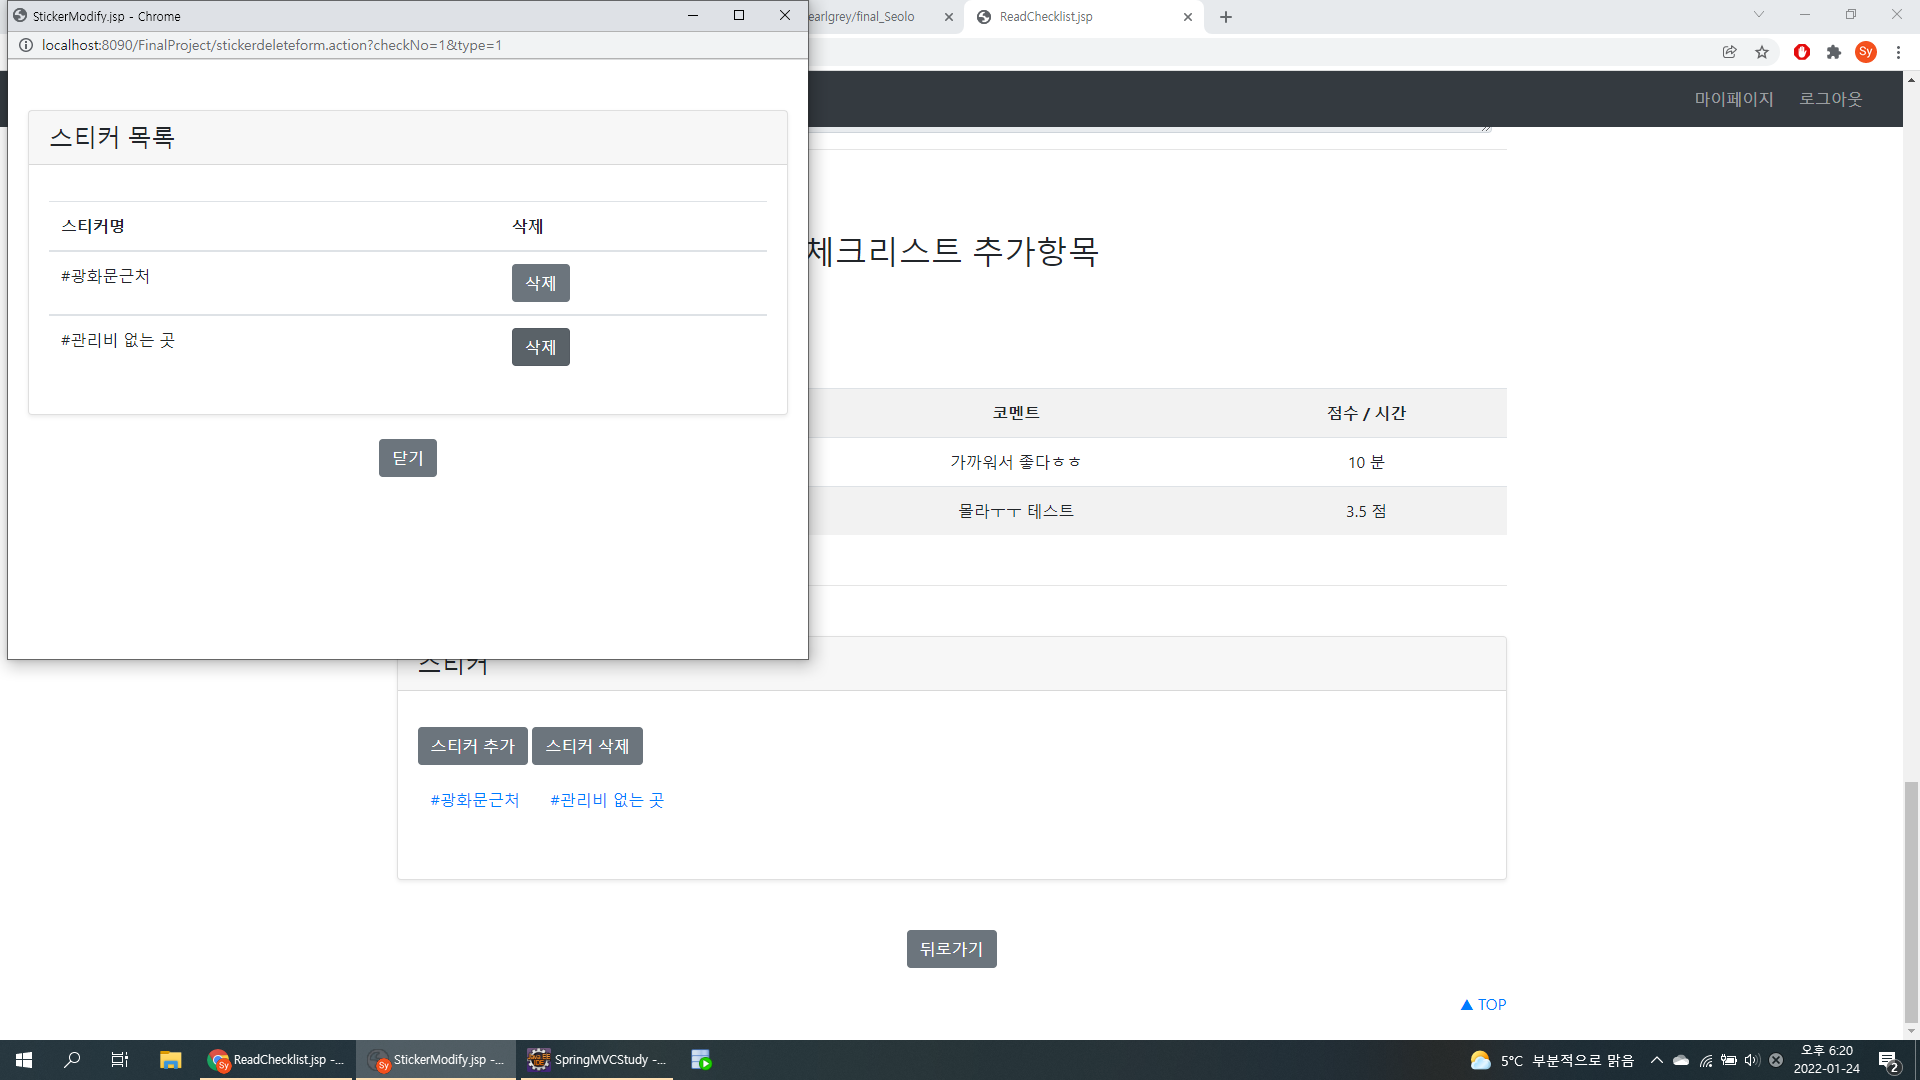 StickerModify.jsp - Chrome
localhost:8090/FinalProject/stickerdeleteform.action?checkNo=1&type=1
earlgrey/final_Seolo
ReadChecklist.jsp
Sy
마이페이지 로그아웃
스티커 목록
스티커명 삭제
#광화문근처 삭제
#관리비 없는 곳 삭제
닫기
체크리스트 추가항목
코멘트 점수 / 시간
가까워서 좋다ㅎㅎ 10 분
몰라ㅜㅜ 테스트 3.5 점
스티커
스티커 추가 스티커 삭제
#광화문근처 #관리비 없는 곳
뒤로가기
▲ TOP
ReadChecklist.jsp -...
StickerModify.jsp -...
SpringMVCStudy -...
5°C 부분적으로 맑음
오후 6:20
2022-01-24
2